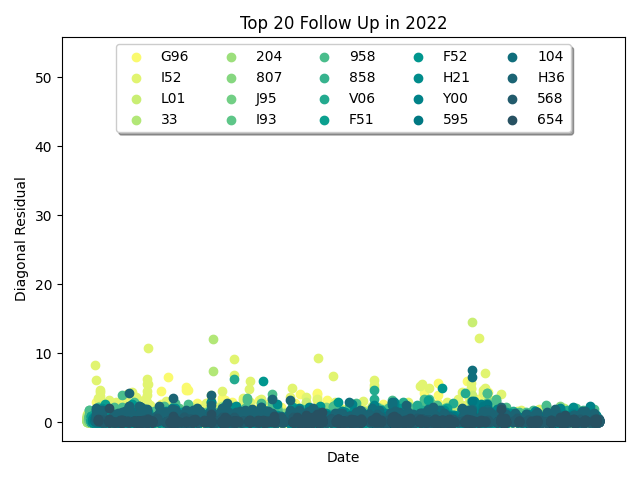 Top 20 Follow Up in 2022
G96 204 958 F52 104
I52 807 858 H21 H36
L01 J95 V06 Y00 568
33 I93 F51 595 654
50
40
30
20
10
0
Diagonal Residual
Date